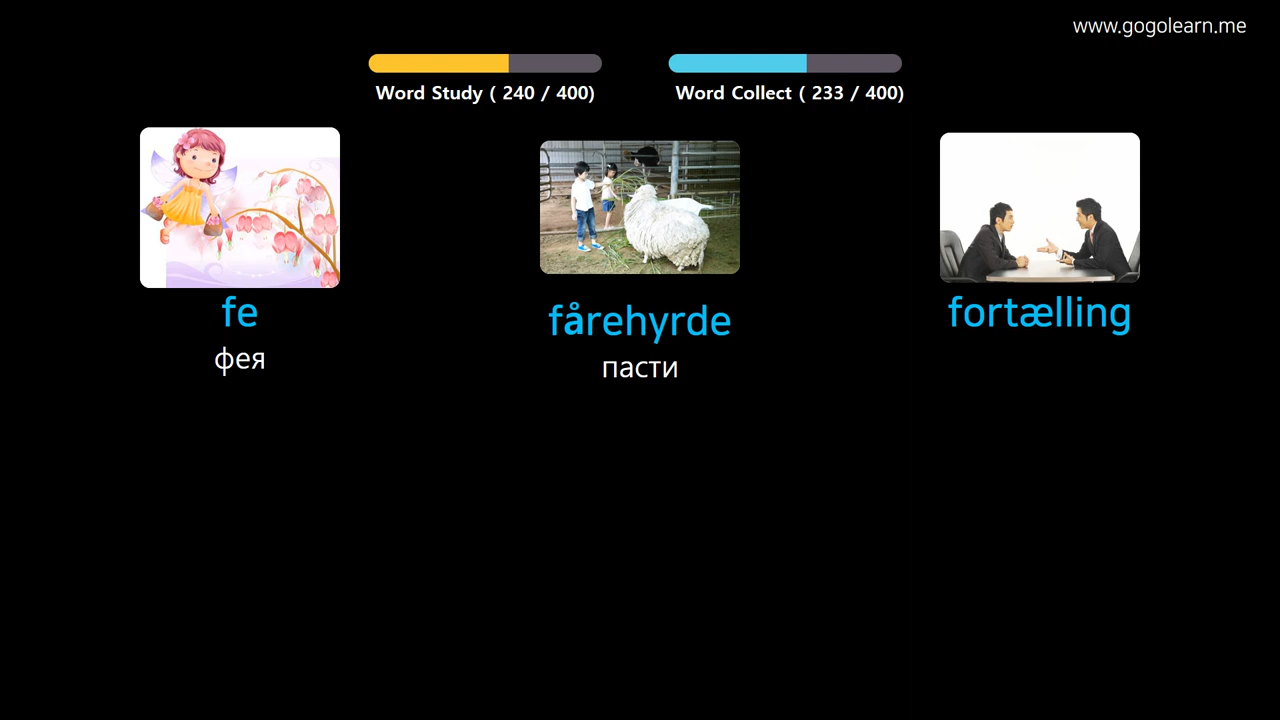 www.gogolearn.me
Word Study ( 240 / 400)
Word Collect ( 233 / 400)
fe
фея
fårehyrde
пасти
fortælling